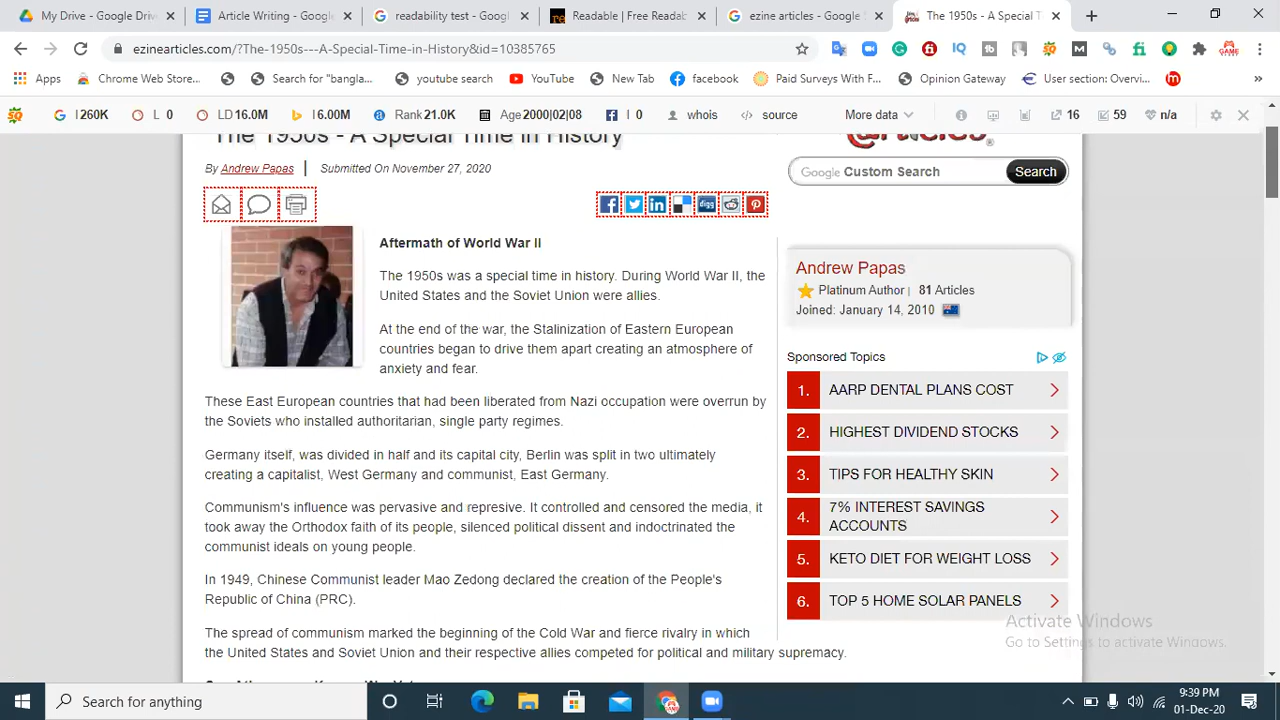 My Drive - Google Driv
Article Writing - Google
readability test - Google
Readable | Free Readab
ezine articles - Google S
The 1950s - A Special T
ezinearticles.com/?The-1950s---A-Special-Time-in-History&id=10385765
Apps
Chrome Web Store...
Search for "bangla...
youtube search
YouTube
New Tab
facebook
Paid Surveys With F...
Opinion Gateway
User section: Overvi...
»
I 260K
L 0
LD 16.0M
I 6.00M
Rank 21.0K
Age 2000|02|08
I 0
whois
source
More data
16
59
n/a
The 1950s - A Special Time in History
Articles®
By Andrew Papas | Submitted On November 27, 2020
Google Custom Search
Search
digg
Aftermath of World War II
The 1950s was a special time in history. During World War II, the
United States and the Soviet Union were allies.
At the end of the war, the Stalinization of Eastern European
countries began to drive them apart creating an atmosphere of
anxiety and fear.
These East European countries that had been liberated from Nazi occupation were overrun by
the Soviets who installed authoritarian, single party regimes.
Germany itself, was divided in half and its capital city, Berlin was split in two ultimately
creating a capitalist, West Germany and communist, East Germany.
Communism's influence was pervasive and represive. It controlled and censored the media, it
took away the Orthodox faith of its people, silenced political dissent and indoctrinated the
communist ideals on young people.
In 1949, Chinese Communist leader Mao Zedong declared the creation of the People's
Republic of China (PRC).
The spread of communism marked the beginning of the Cold War and fierce rivalry in which
the United States and Soviet Union and their respective allies competed for political and military supremacy.
Andrew Papas
Platinum Author | 81 Articles
Joined: January 14, 2010
Sponsored Topics
1. AARP DENTAL PLANS COST
2. HIGHEST DIVIDEND STOCKS
3. TIPS FOR HEALTHY SKIN
4. 7% INTEREST SAVINGS
ACCOUNTS
5. KETO DIET FOR WEIGHT LOSS
6. TOP 5 HOME SOLAR PANELS
Activate Windows
Go to Settings to activate Windows.
Search for anything
9:39 PM
01-Dec-20